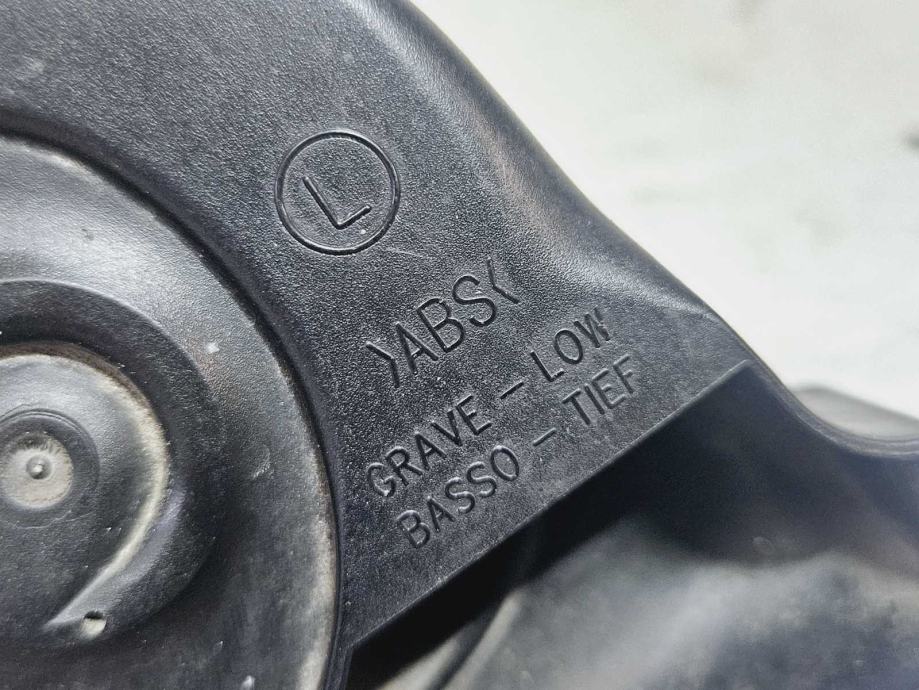 L
>ABS<
GRAVE - LOW
BASSO - TIEF